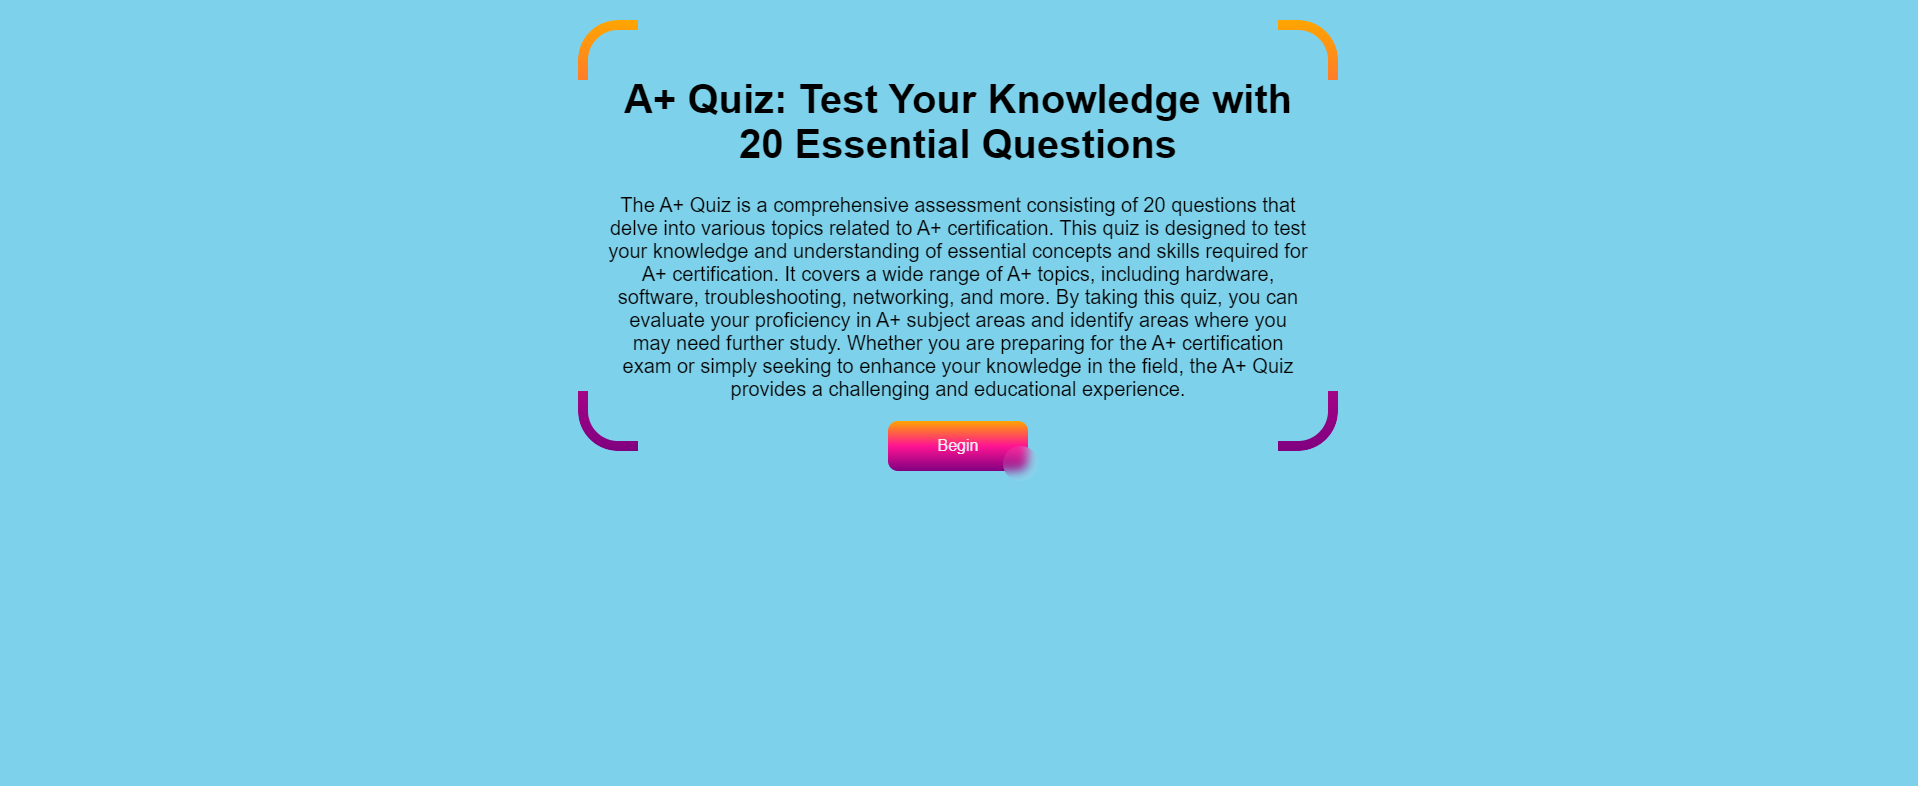 A+ Quiz: Test Your Knowledge with
20 Essential Questions
The A+ Quiz is a comprehensive assessment consisting of 20 questions that
delve into various topics related to A+ certification. This quiz is designed to test
your knowledge and understanding of essential concepts and skills required for
A+ certification. It covers a wide range of A+ topics, including hardware,
software, troubleshooting, networking, and more. By taking this quiz, you can
evaluate your proficiency in A+ subject areas and identify areas where you
may need further study. Whether you are preparing for the A+ certification
exam or simply seeking to enhance your knowledge in the field, the A+ Quiz
provides a challenging and educational experience.
Begin